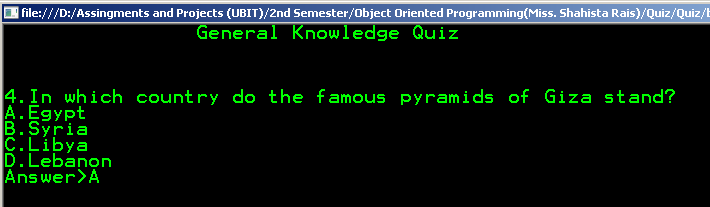 file:///D:/Assingments and Projects (UBIT)/2nd Semester/Object Oriented Programming(Miss. Shahista Rais)/Quiz/Quiz/b
General Knowledge Quiz
4.In which country do the famous pyramids of Giza stand?
A.Egypt
B.Syria
C.Libya
D.Lebanon
Answer>A